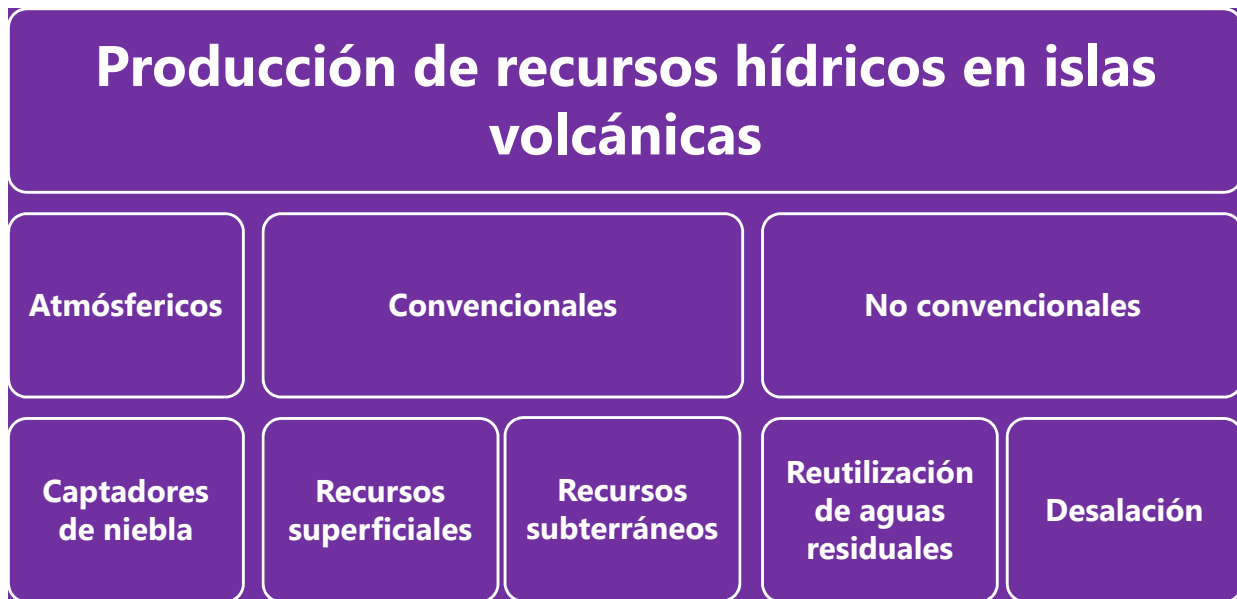 Producción de recursos hídricos en islas
volcánicas
Atmósfericos
Convencionales
No convencionales
Captadores
de niebla
Recursos
superficiales
Recursos
subterráneos
Reutilización
de aguas
residuales
Desalación